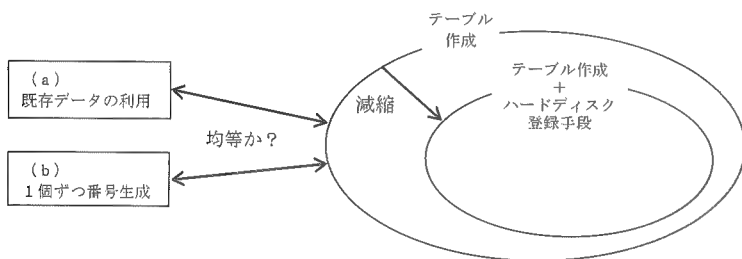 テーブル
作成
(a)
既存データの利用
テーブル作成
+
ハードディスク
登録手段
減縮
均等か?
(b)
1個ずつ番号生成